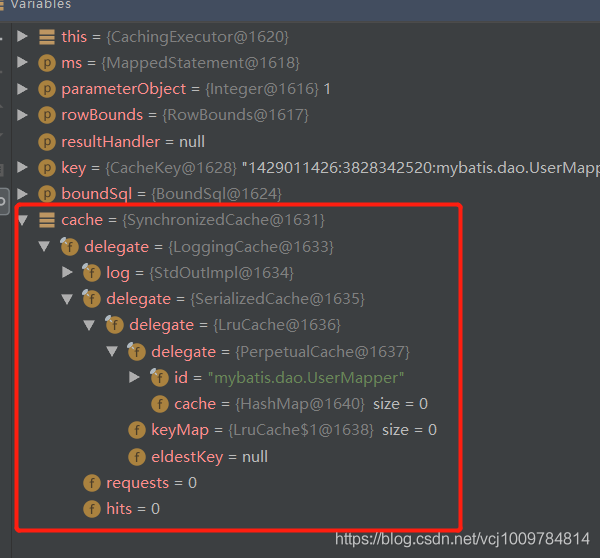 Variables
this = {CachingExecutor@1620}
p ms = {MappedStatement@1618}
p parameterObject = {Integer@1616} 1
p rowBounds = {RowBounds@1617}
p resultHandler = null
p key = {CacheKey@1628} "1429011426:3828342520:mybatis.dao.UserMapp
p boundSql = {BoundSql@1624}
cache = {SynchronizedCache@1631}
f delegate = {LoggingCache@1633}
f log = {StdOutImpl@1634}
f delegate = {SerializedCache@1635}
f delegate = {LruCache@1636}
f delegate = {PerpetualCache@1637}
f id = "mybatis.dao.UserMapper"
f cache = {HashMap@1640} size = 0
f keyMap = {LruCache$1@1638} size = 0
f eldestKey = null
f requests = 0
f hits = 0
https://blog.csdn.net/vcj1009784814